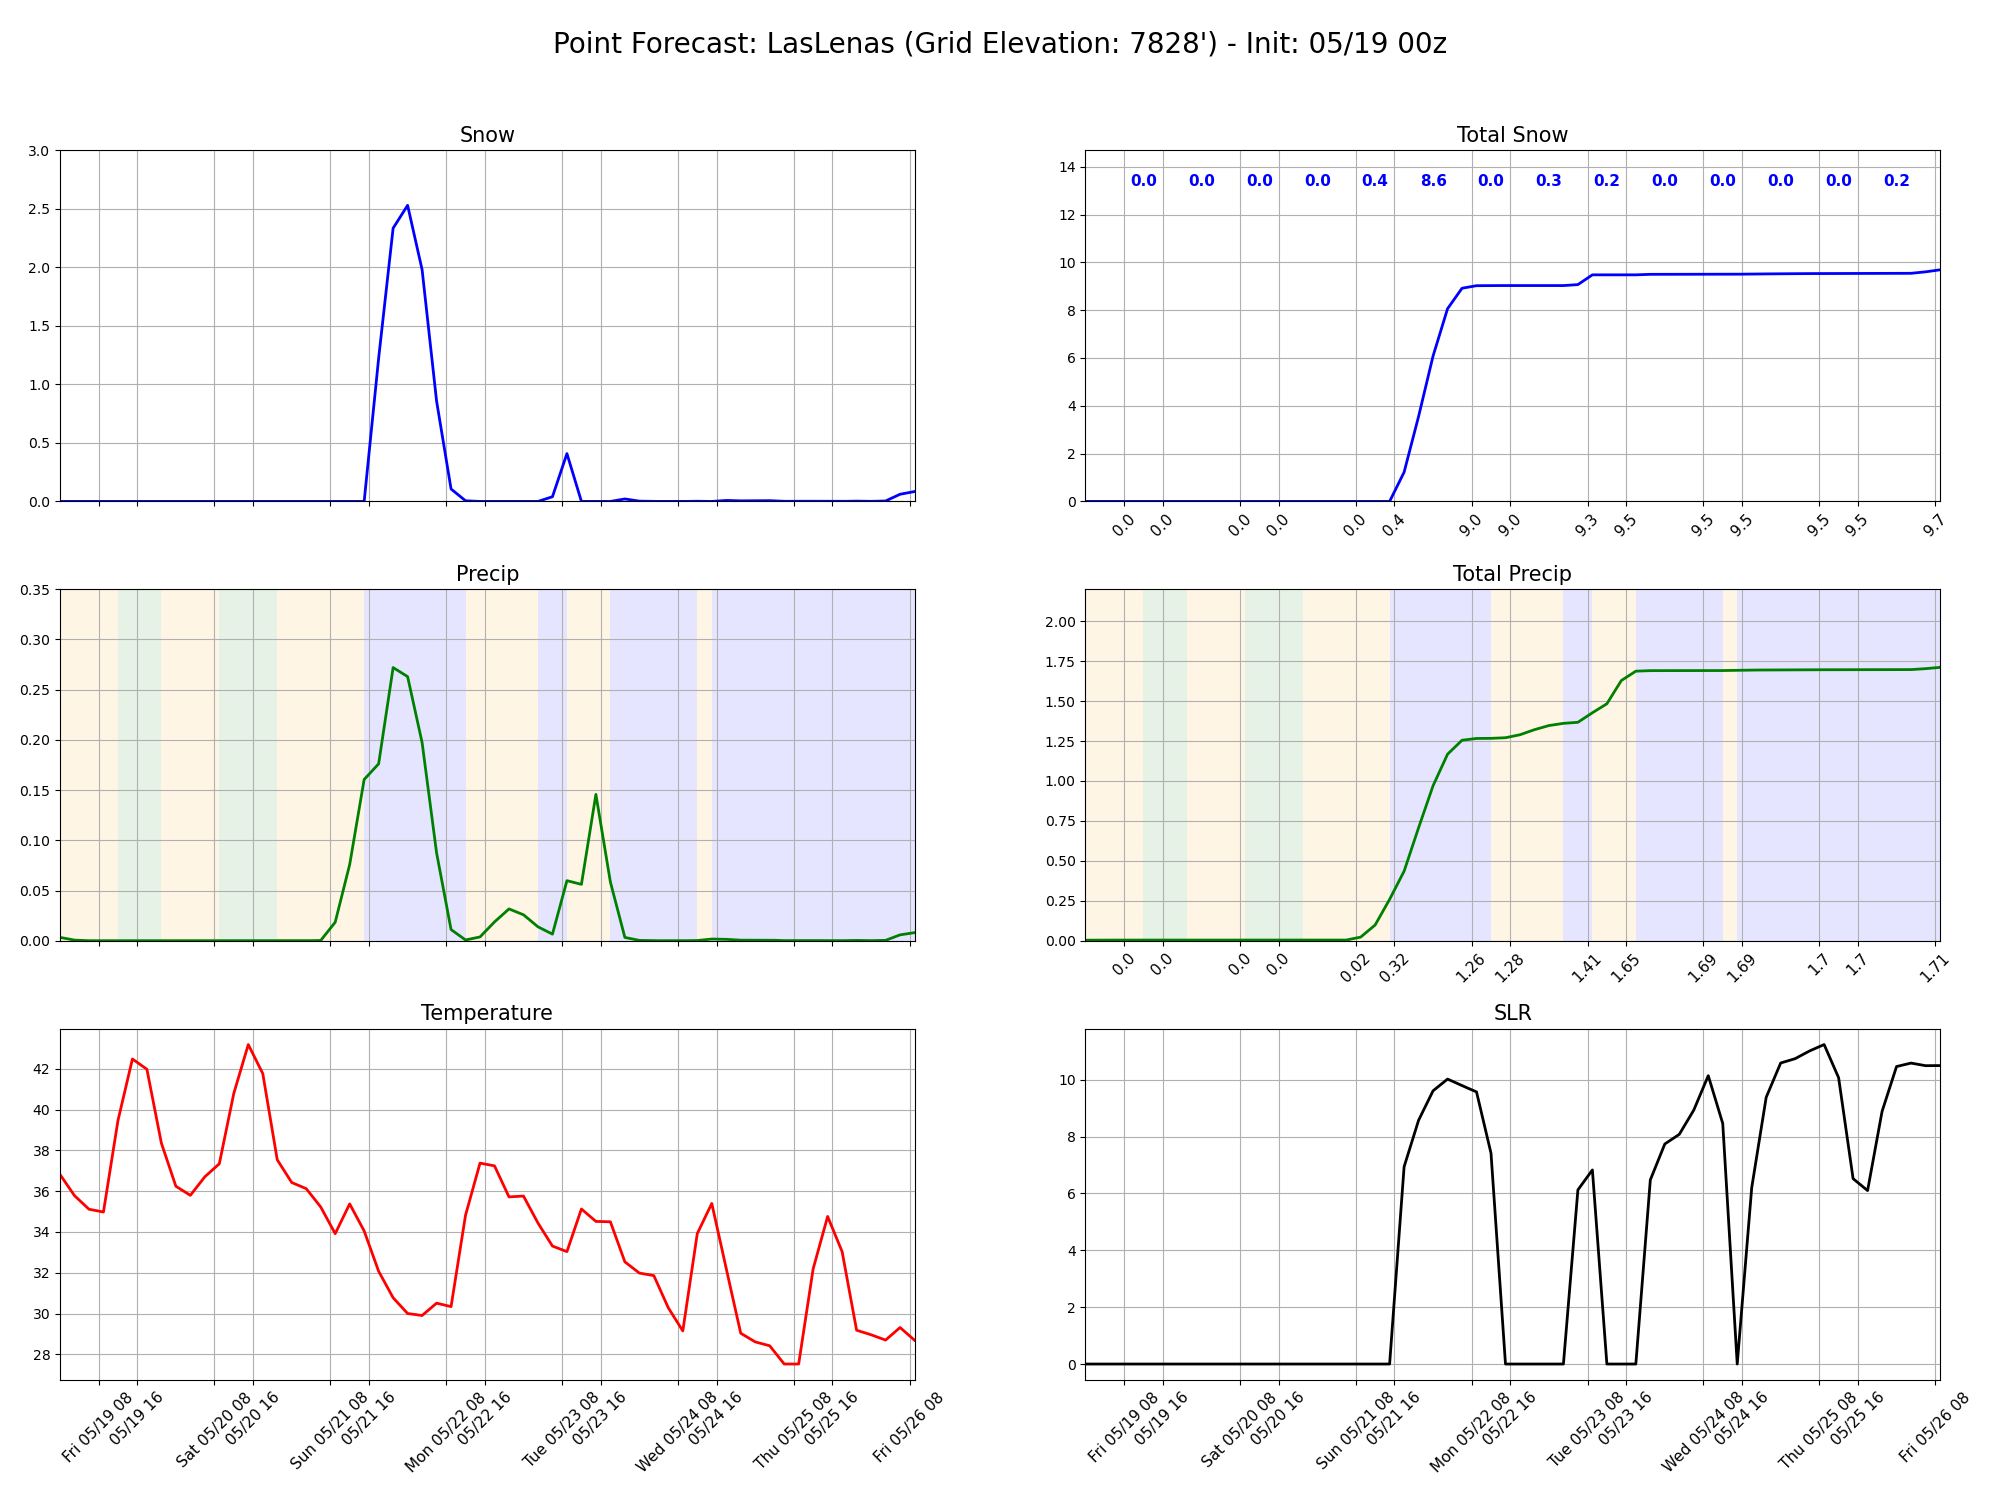 Point Forecast: LasLenas (Grid Elevation: 7828') - Init: 05/19 00z
Snow
3.0
2.5
2.0
1.5
1.0
0.5
0.0
Total Snow
14
12
10
8
6
4
2
0
0.0 0.0 0.0 0.0 0.4 8.6 0.0 0.3 0.2 0.0 0.0 0.0 0.0 0.2
0.0 0.0 0.0 0.0 0.0 0.4 9.0 9.0 9.3 9.5 9.5 9.5 9.5 9.5 9.7
Precip
0.35
0.30
0.25
0.20
0.15
0.10
0.05
0.00
Total Precip
2.00
1.75
1.50
1.25
1.00
0.75
0.50
0.25
0.00
0.0 0.0 0.0 0.0 0.02 0.32 1.26 1.28 1.41 1.65 1.69 1.69 1.7 1.7 1.71
Temperature
42
40
38
36
34
32
30
28
Fri 05/19 08
05/19 16
Sat 05/20 08
05/20 16
Sun 05/21 08
05/21 16
Mon 05/22 08
05/22 16
Tue 05/23 08
05/23 16
Wed 05/24 08
05/24 16
Thu 05/25 08
05/25 16
Fri 05/26 08
SLR
10
8
6
4
2
0
Fri 05/19 08
05/19 16
Sat 05/20 08
05/20 16
Sun 05/21 08
05/21 16
Mon 05/22 08
05/22 16
Tue 05/23 08
05/23 16
Wed 05/24 08
05/24 16
Thu 05/25 08
05/25 16
Fri 05/26 08